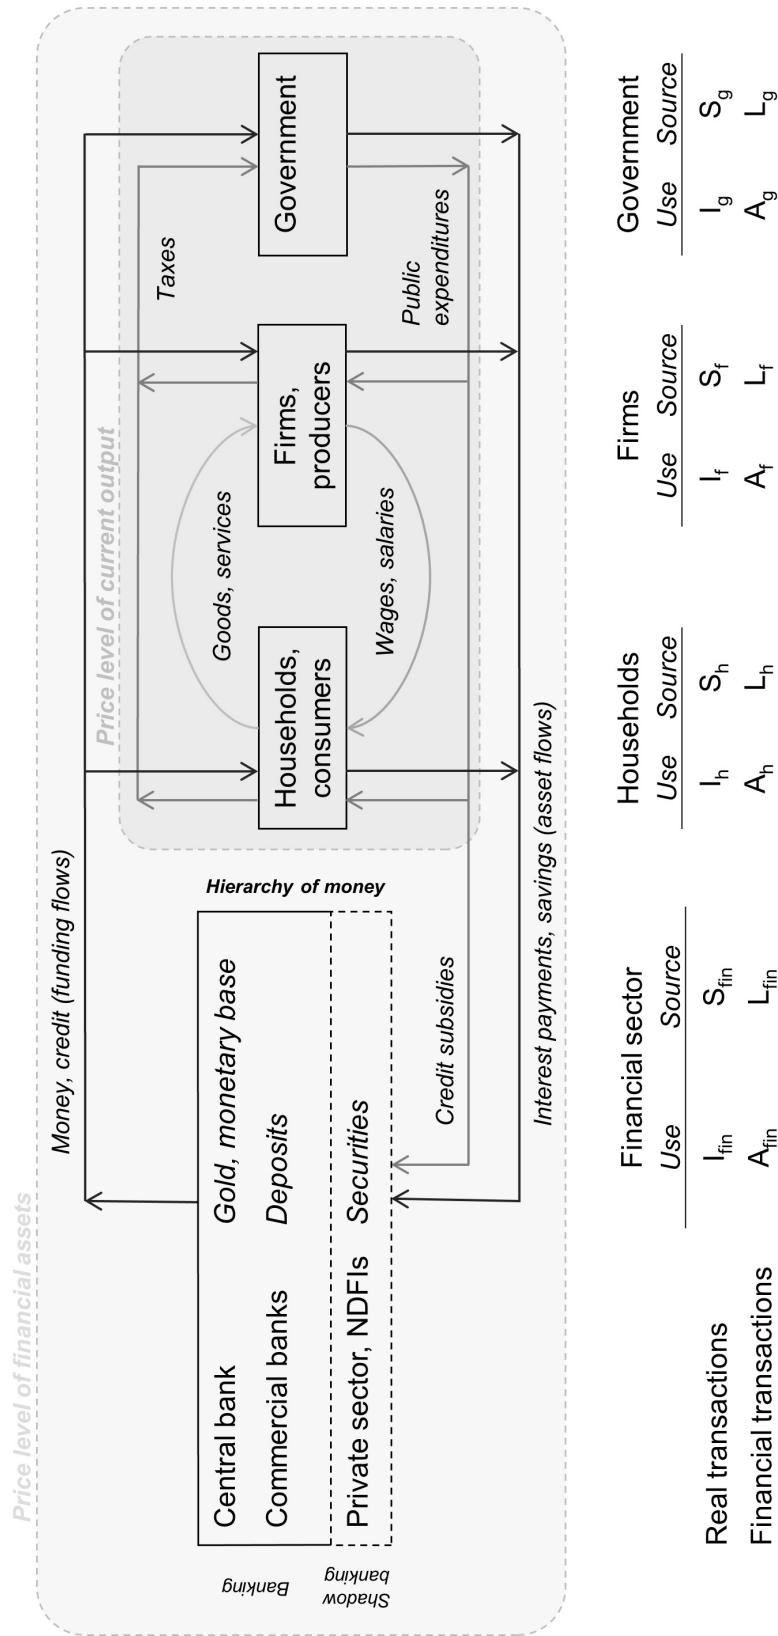 Price level of financial assets
Money, credit (funding flows)
Price level of current output
Taxes
Goods, services
Hierarchy of money
Banking
Central bank Gold, monetary base
Commercial banks Deposits
Shadow
banking
Private sector, NDFIs Securities
Households,
consumers
Firms,
producers
Government
Wages, salaries
Public
expenditures
Credit subsidies
Interest payments, savings (asset flows)
Financial sector Households Firms Government
Use Source Use Source Use Source Use Source
Real transactions I_fin S_fin I_h S_h I_f S_f I_g S_g
Financial transactions A_fin L_fin A_h L_h A_f L_f A_g L_g